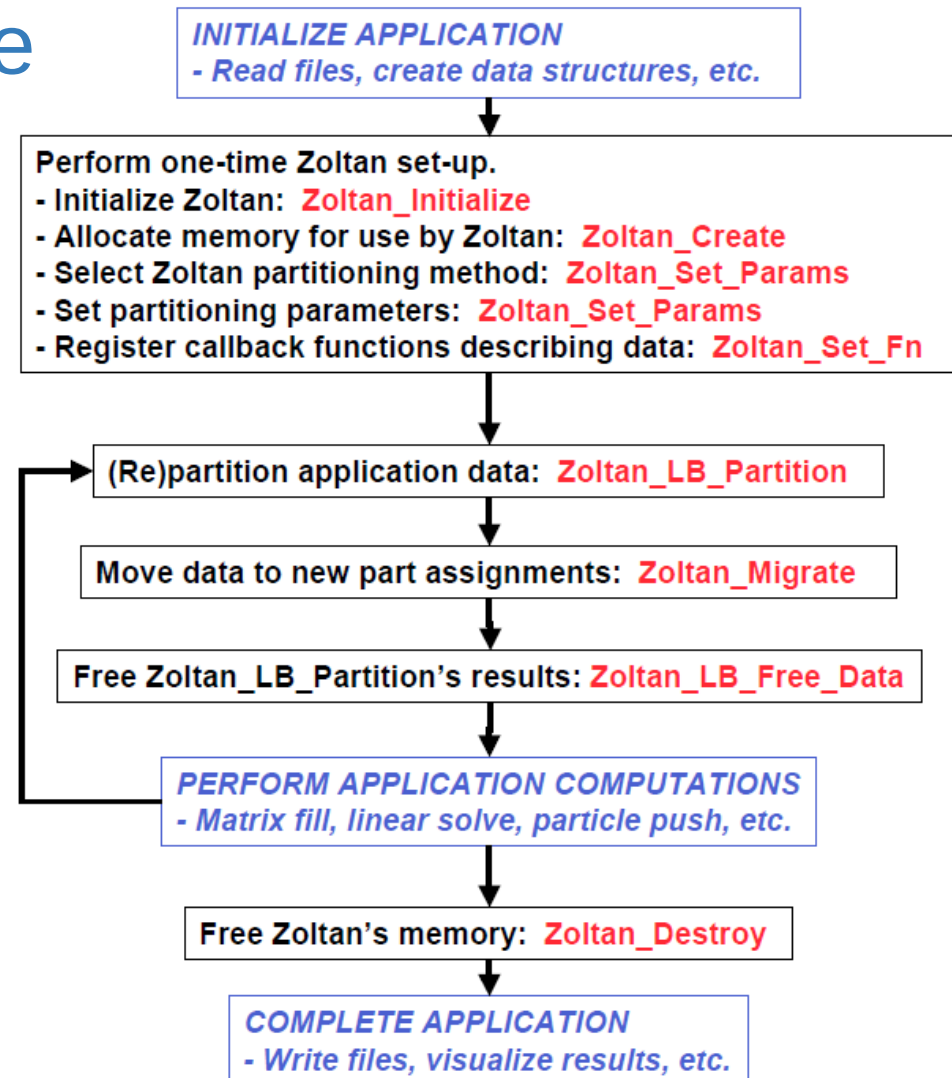 e
INITIALIZE APPLICATION
- Read files, create data structures, etc.
Perform one-time Zoltan set-up.
- Initialize Zoltan: Zoltan_Initialize
- Allocate memory for use by Zoltan: Zoltan_Create
- Select Zoltan partitioning method: Zoltan_Set_Params
- Set partitioning parameters: Zoltan_Set_Params
- Register callback functions describing data: Zoltan_Set_Fn
(Re)partition application data: Zoltan_LB_Partition
Move data to new part assignments: Zoltan_Migrate
Free Zoltan_LB_Partition’s results: Zoltan_LB_Free_Data
PERFORM APPLICATION COMPUTATIONS
- Matrix fill, linear solve, particle push, etc.
Free Zoltan’s memory: Zoltan_Destroy
COMPLETE APPLICATION
- Write files, visualize results, etc.